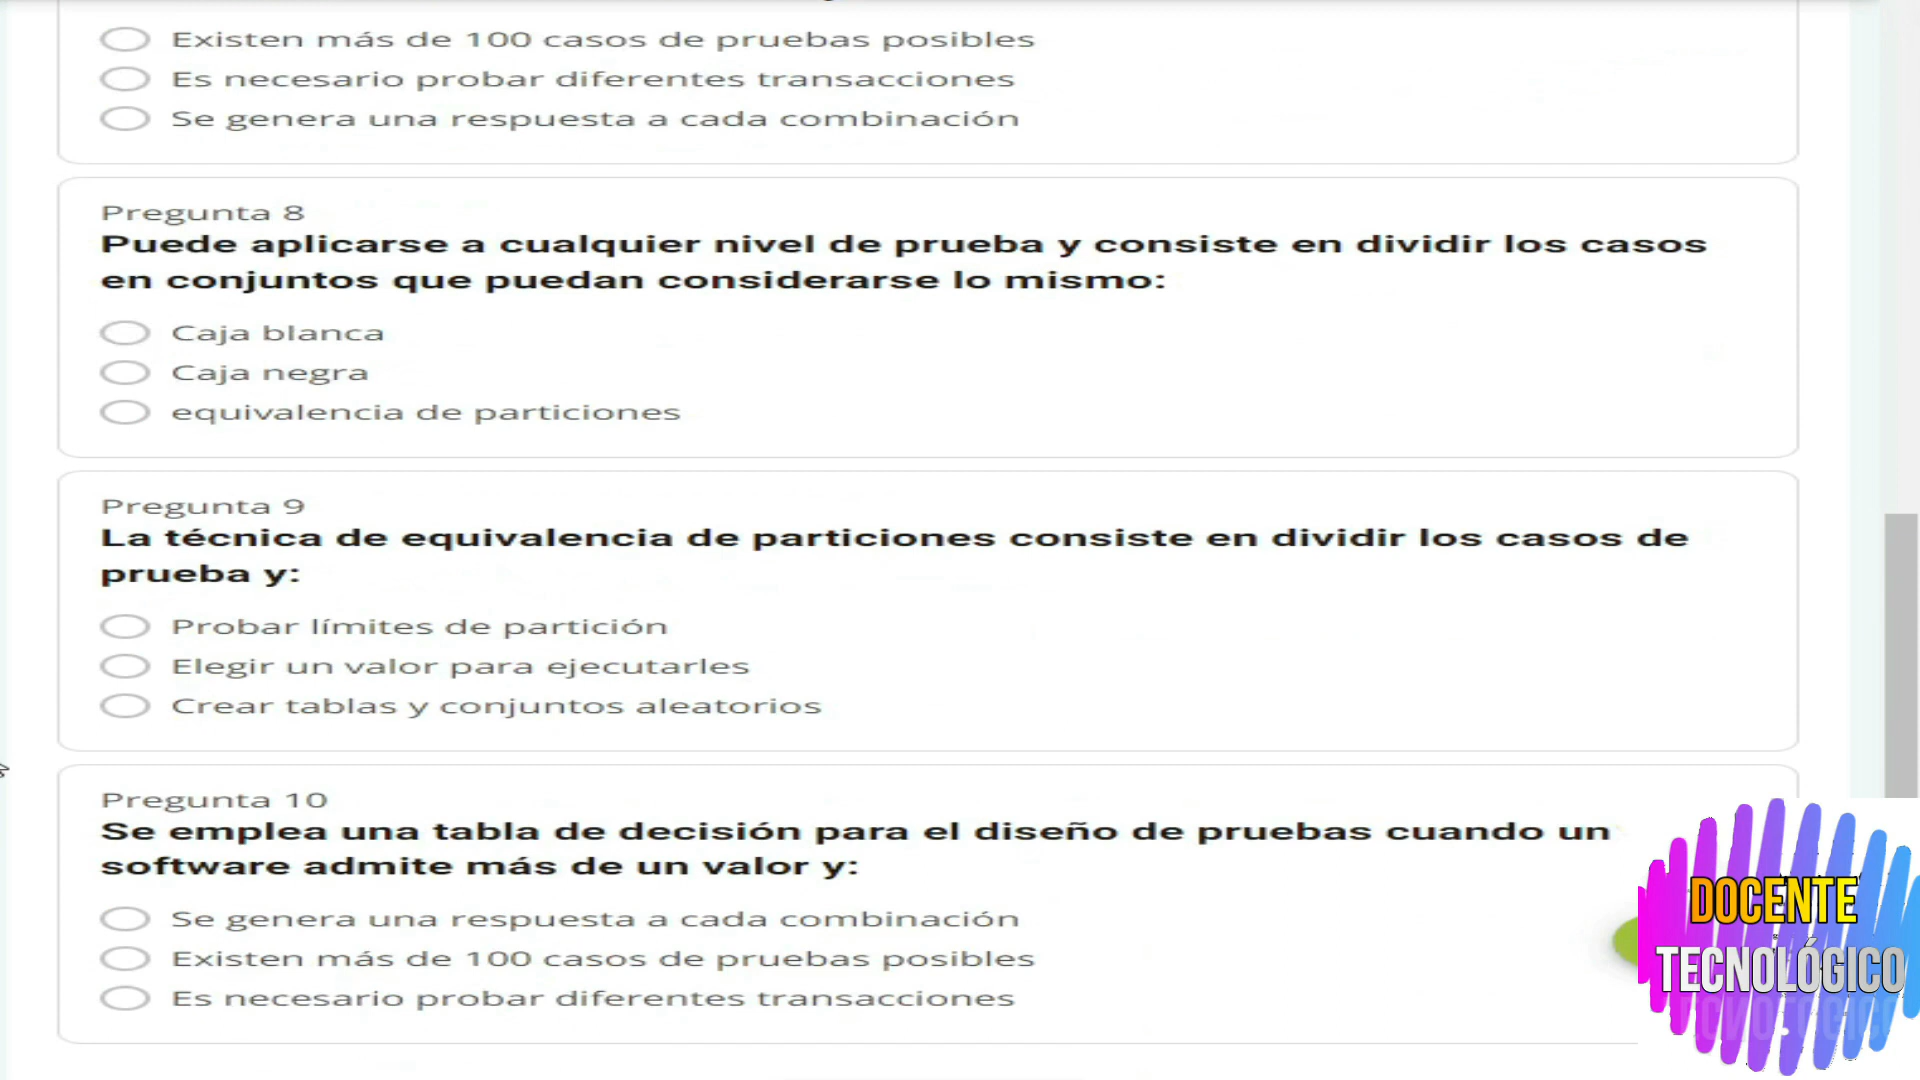 Existen más de 100 casos de pruebas posibles
Es necesario probar diferentes transacciones
Se genera una respuesta a cada combinación
Pregunta 8
Puede aplicarse a cualquier nivel de prueba y consiste en dividir los casos
en conjuntos que puedan considerarse lo mismo:
Caja blanca
Caja negra
equivalencia de particiones
Pregunta 9
La técnica de equivalencia de particiones consiste en dividir los casos de
prueba y:
Probar límites de partición
Elegir un valor para ejecutarles
Crear tablas y conjuntos aleatorios
Pregunta 10
Se emplea una tabla de decisión para el diseño de pruebas cuando un
software admite más de un valor y:
Se genera una respuesta a cada combinación
Existen más de 100 casos de pruebas posibles
Es necesario probar diferentes transacciones
DOCENTE
TECNOLÓGICO